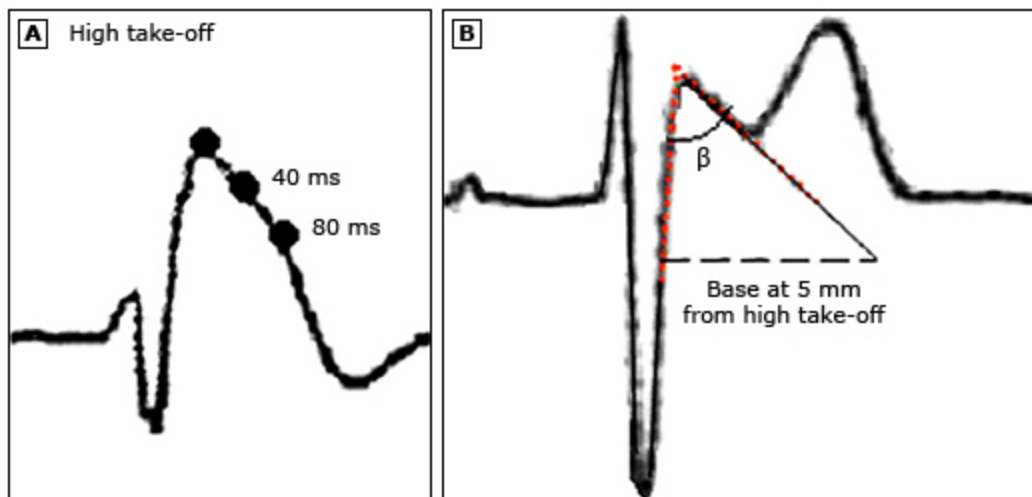 A High take-off
40 ms
80 ms
B
β
Base at 5 mm
from high take-off